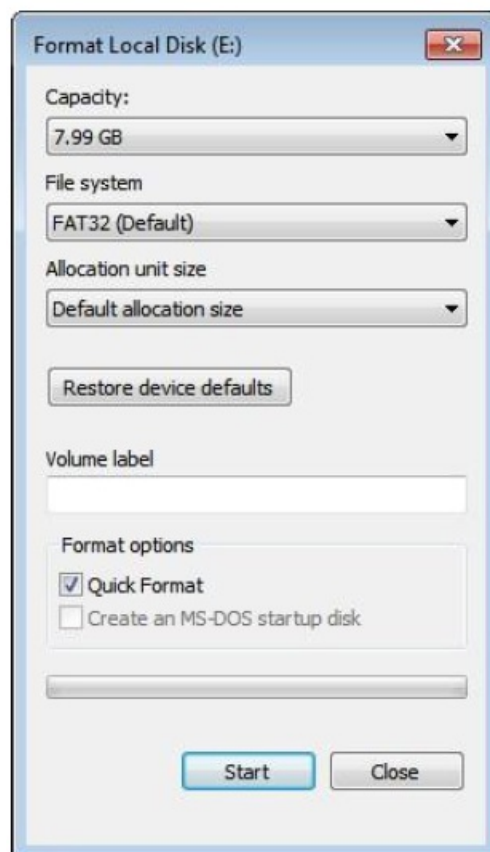 Format Local Disk (E:)
Capacity:
7.99 GB
File system
FAT32 (Default)
Allocation unit size
Default allocation size
Restore device defaults
Volume label
Format options
Quick Format
Create an MS-DOS startup disk
Start Close